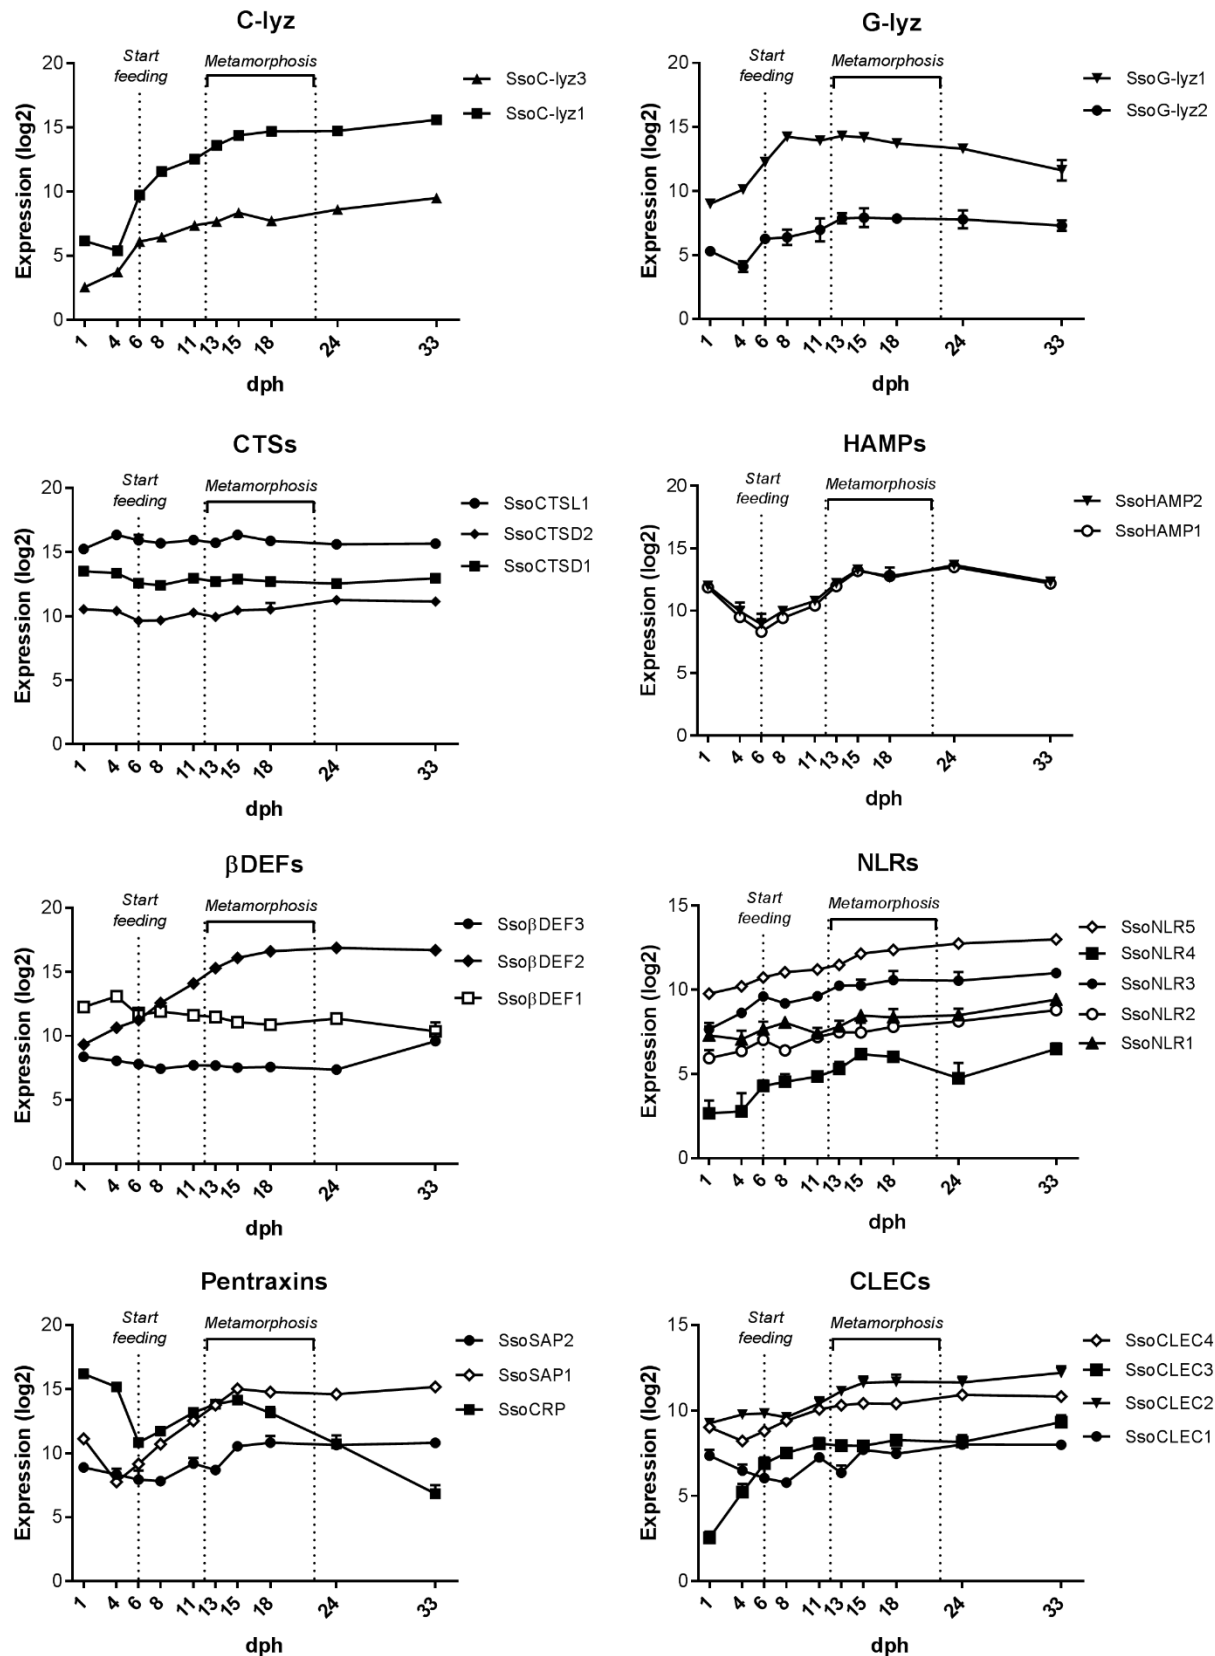 C-lyz
Start
feeding
Metamorphosis
SsoC-lyz3
SsoC-lyz1
Expression (log2)
20
15
10
5
0
1 4 6 8 11 13 15 18 24 33
dph
G-lyz
Start
feeding
Metamorphosis
SsoG-lyz1
SsoG-lyz2
Expression (log2)
20
15
10
5
0
1 4 6 8 11 13 15 18 24 33
dph
CTSs
Start
feeding
Metamorphosis
SsoCTSL1
SsoCTSD2
SsoCTSD1
Expression (log2)
20
15
10
5
0
1 4 6 8 11 13 15 18 24 33
dph
HAMPs
Start
feeding
Metamorphosis
SsoHAMP2
SsoHAMP1
Expression (log2)
20
15
10
5
0
1 4 6 8 11 13 15 18 24 33
dph
βDEFs
Start
feeding
Metamorphosis
SsoβDEF3
SsoβDEF2
SsoβDEF1
Expression (log2)
20
15
10
5
0
1 4 6 8 11 13 15 18 24 33
dph
NLRs
Start
feeding
Metamorphosis
SsoNLR5
SsoNLR4
SsoNLR3
SsoNLR2
SsoNLR1
Expression (log2)
15
10
5
0
1 4 6 8 11 13 15 18 24 33
dph
Pentraxins
Start
feeding
Metamorphosis
SsoSAP2
SsoSAP1
SsoCRP
Expression (log2)
20
15
10
5
0
1 4 6 8 11 13 15 18 24 33
dph
CLECs
Start
feeding
Metamorphosis
SsoCLEC4
SsoCLEC3
SsoCLEC2
SsoCLEC1
Expression (log2)
15
10
5
0
1 4 6 8 11 13 15 18 24 33
dph